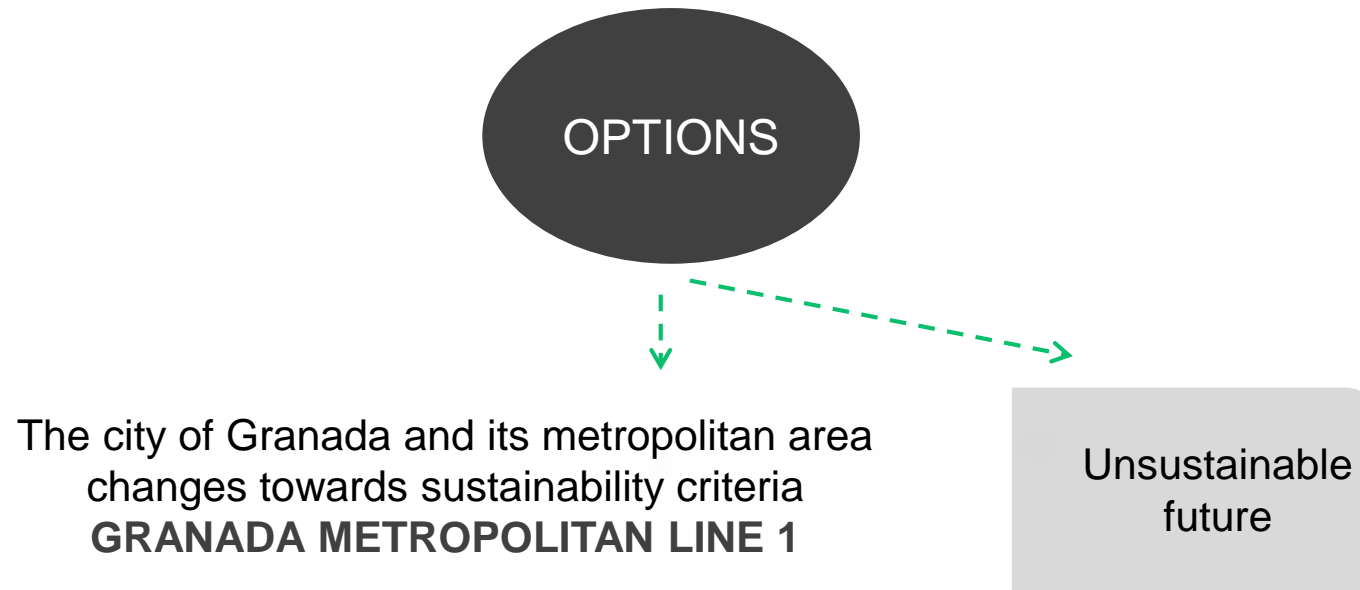 OPTIONS
The city of Granada and its metropolitan area
changes towards sustainability criteria
GRANADA METROPOLITAN LINE 1
Unsustainable
future